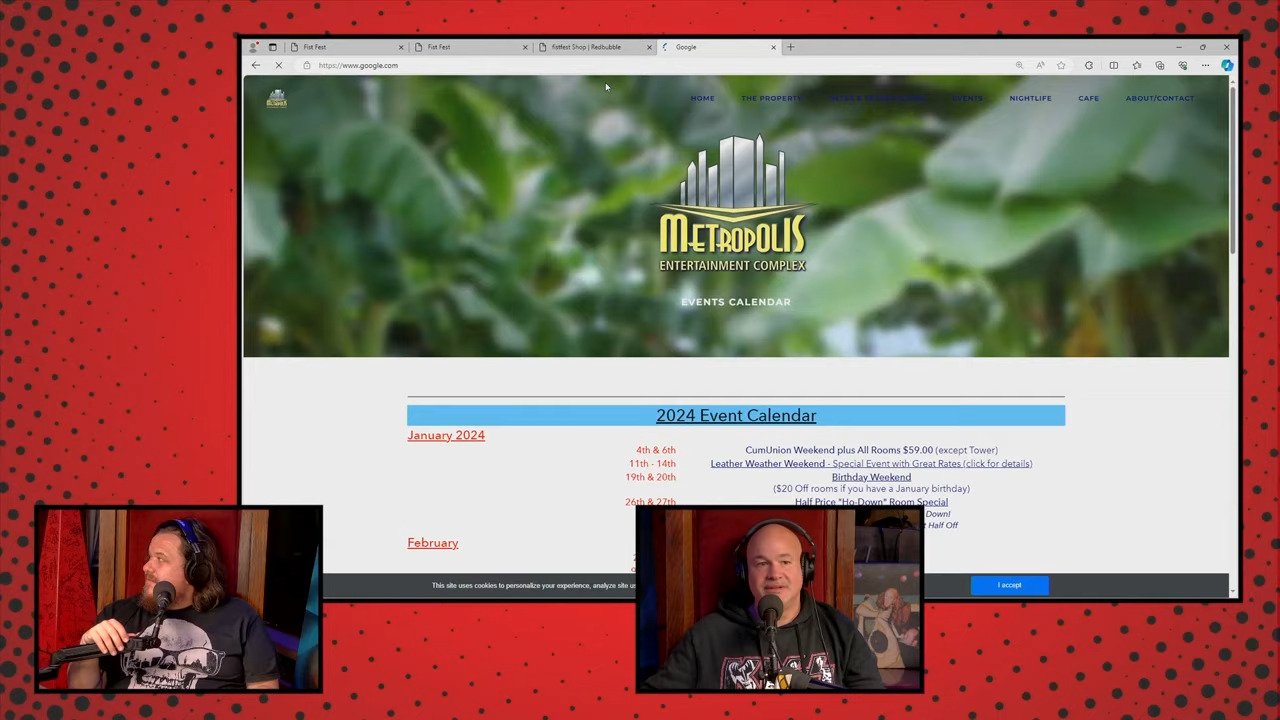 Fist Fest
Fist Fest
fistfest Shop | Redbubble
Google
https://www.google.com
HOME
THE PROPERTY
EVENTS
NIGHTLIFE
CAFE
ABOUT/CONTACT
METROPOLIS
ENTERTAINMENT COMPLEX
EVENTS CALENDAR
2024 Event Calendar
January 2024
4th & 6th CumUnion Weekend plus All Rooms $59.00 (except Tower)
11th - 14th Leather Weather Weekend - Special Event with Great Rates (click for details)
19th & 20th Birthday Weekend
($20 Off rooms if you have a January birthday)
26th & 27th Half Price "Ho-Down" Room Special
Down!
Half Off
February
This site uses cookies to personalize your experience, analyze site
I accept